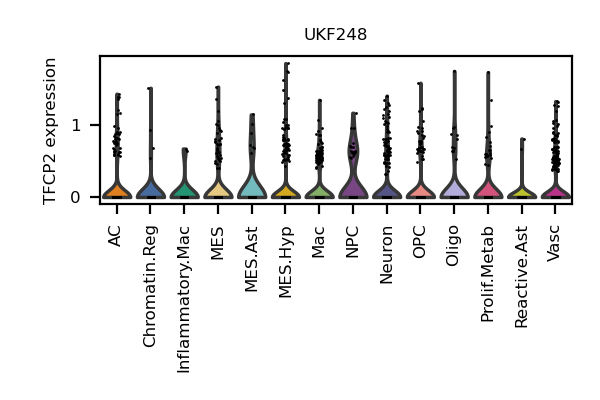 UKF248
TFCP2 expression
1
0
AC
Chromatin.Reg
Inflammatory.Mac
MES
MES.Ast
MES.Hyp
Mac
NPC
Neuron
OPC
Oligo
Prolif.Metab
Reactive.Ast
Vasc